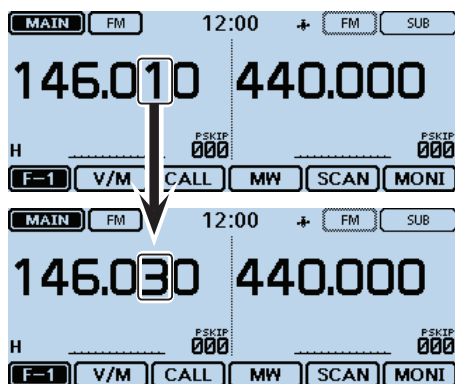 MAIN FM 12:00 FM SUB
146.010 440.000
PSKIP PSKIP
H 000 000
F-1 V/M CALL MW SCAN MONI
MAIN FM 12:00 FM SUB
146.030 440.000
PSKIP PSKIP
H 000 000
F-1 V/M CALL MW SCAN MONI